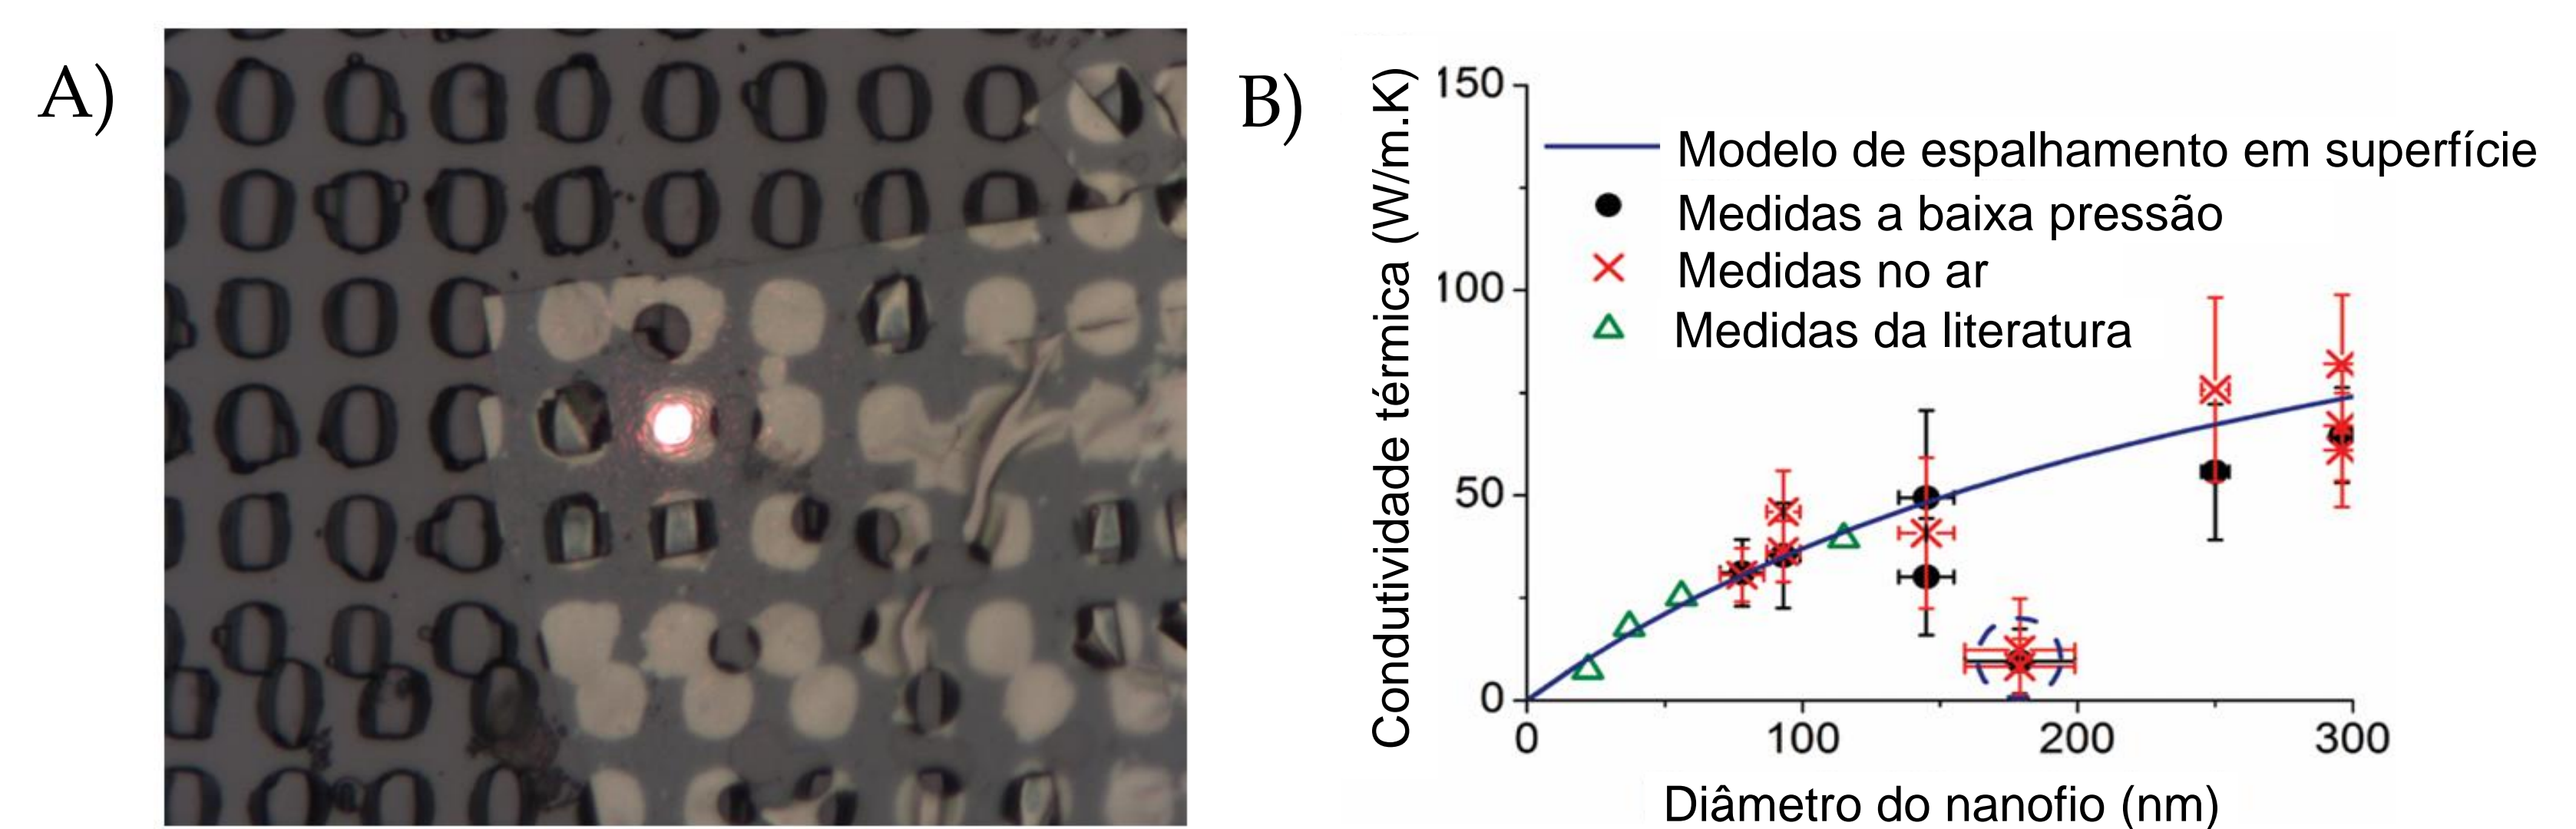 A)
B)
Condutividade térmica (W/m.K)
150
100
50
0
Modelo de espalhamento em superfície
Medidas a baixa pressão
Medidas no ar
Medidas da literatura
0 100 200 300
Diâmetro do nanofio (nm)